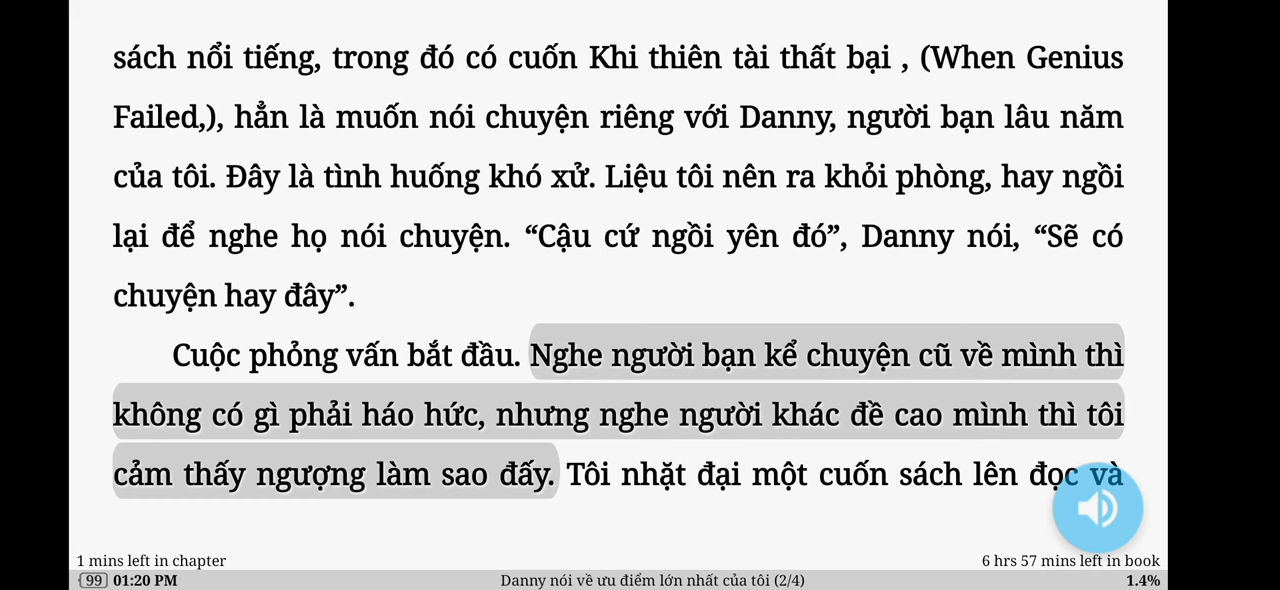 sách nổi tiếng, trong đó có cuốn Khi thiên tài thất bại , (When Genius
Failed,), hẳn là muốn nói chuyện riêng với Danny, người bạn lâu năm
của tôi. Đây là tình huống khó xử. Liệu tôi nên ra khỏi phòng, hay ngồi
lại để nghe họ nói chuyện. “Cậu cứ ngồi yên đó”, Danny nói, “Sẽ có
chuyện hay đây”.
Cuộc phỏng vấn bắt đầu. Nghe người bạn kể chuyện cũ về mình thì
không có gì phải háo hức, nhưng nghe người khác đề cao mình thì tôi
cảm thấy ngượng làm sao đấy. Tôi nhặt đại một cuốn sách lên đọc và
1 mins left in chapter 6 hrs 57 mins left in book
99 01:20 PM Danny nói về ưu điểm lớn nhất của tôi (2/4) 1.4%